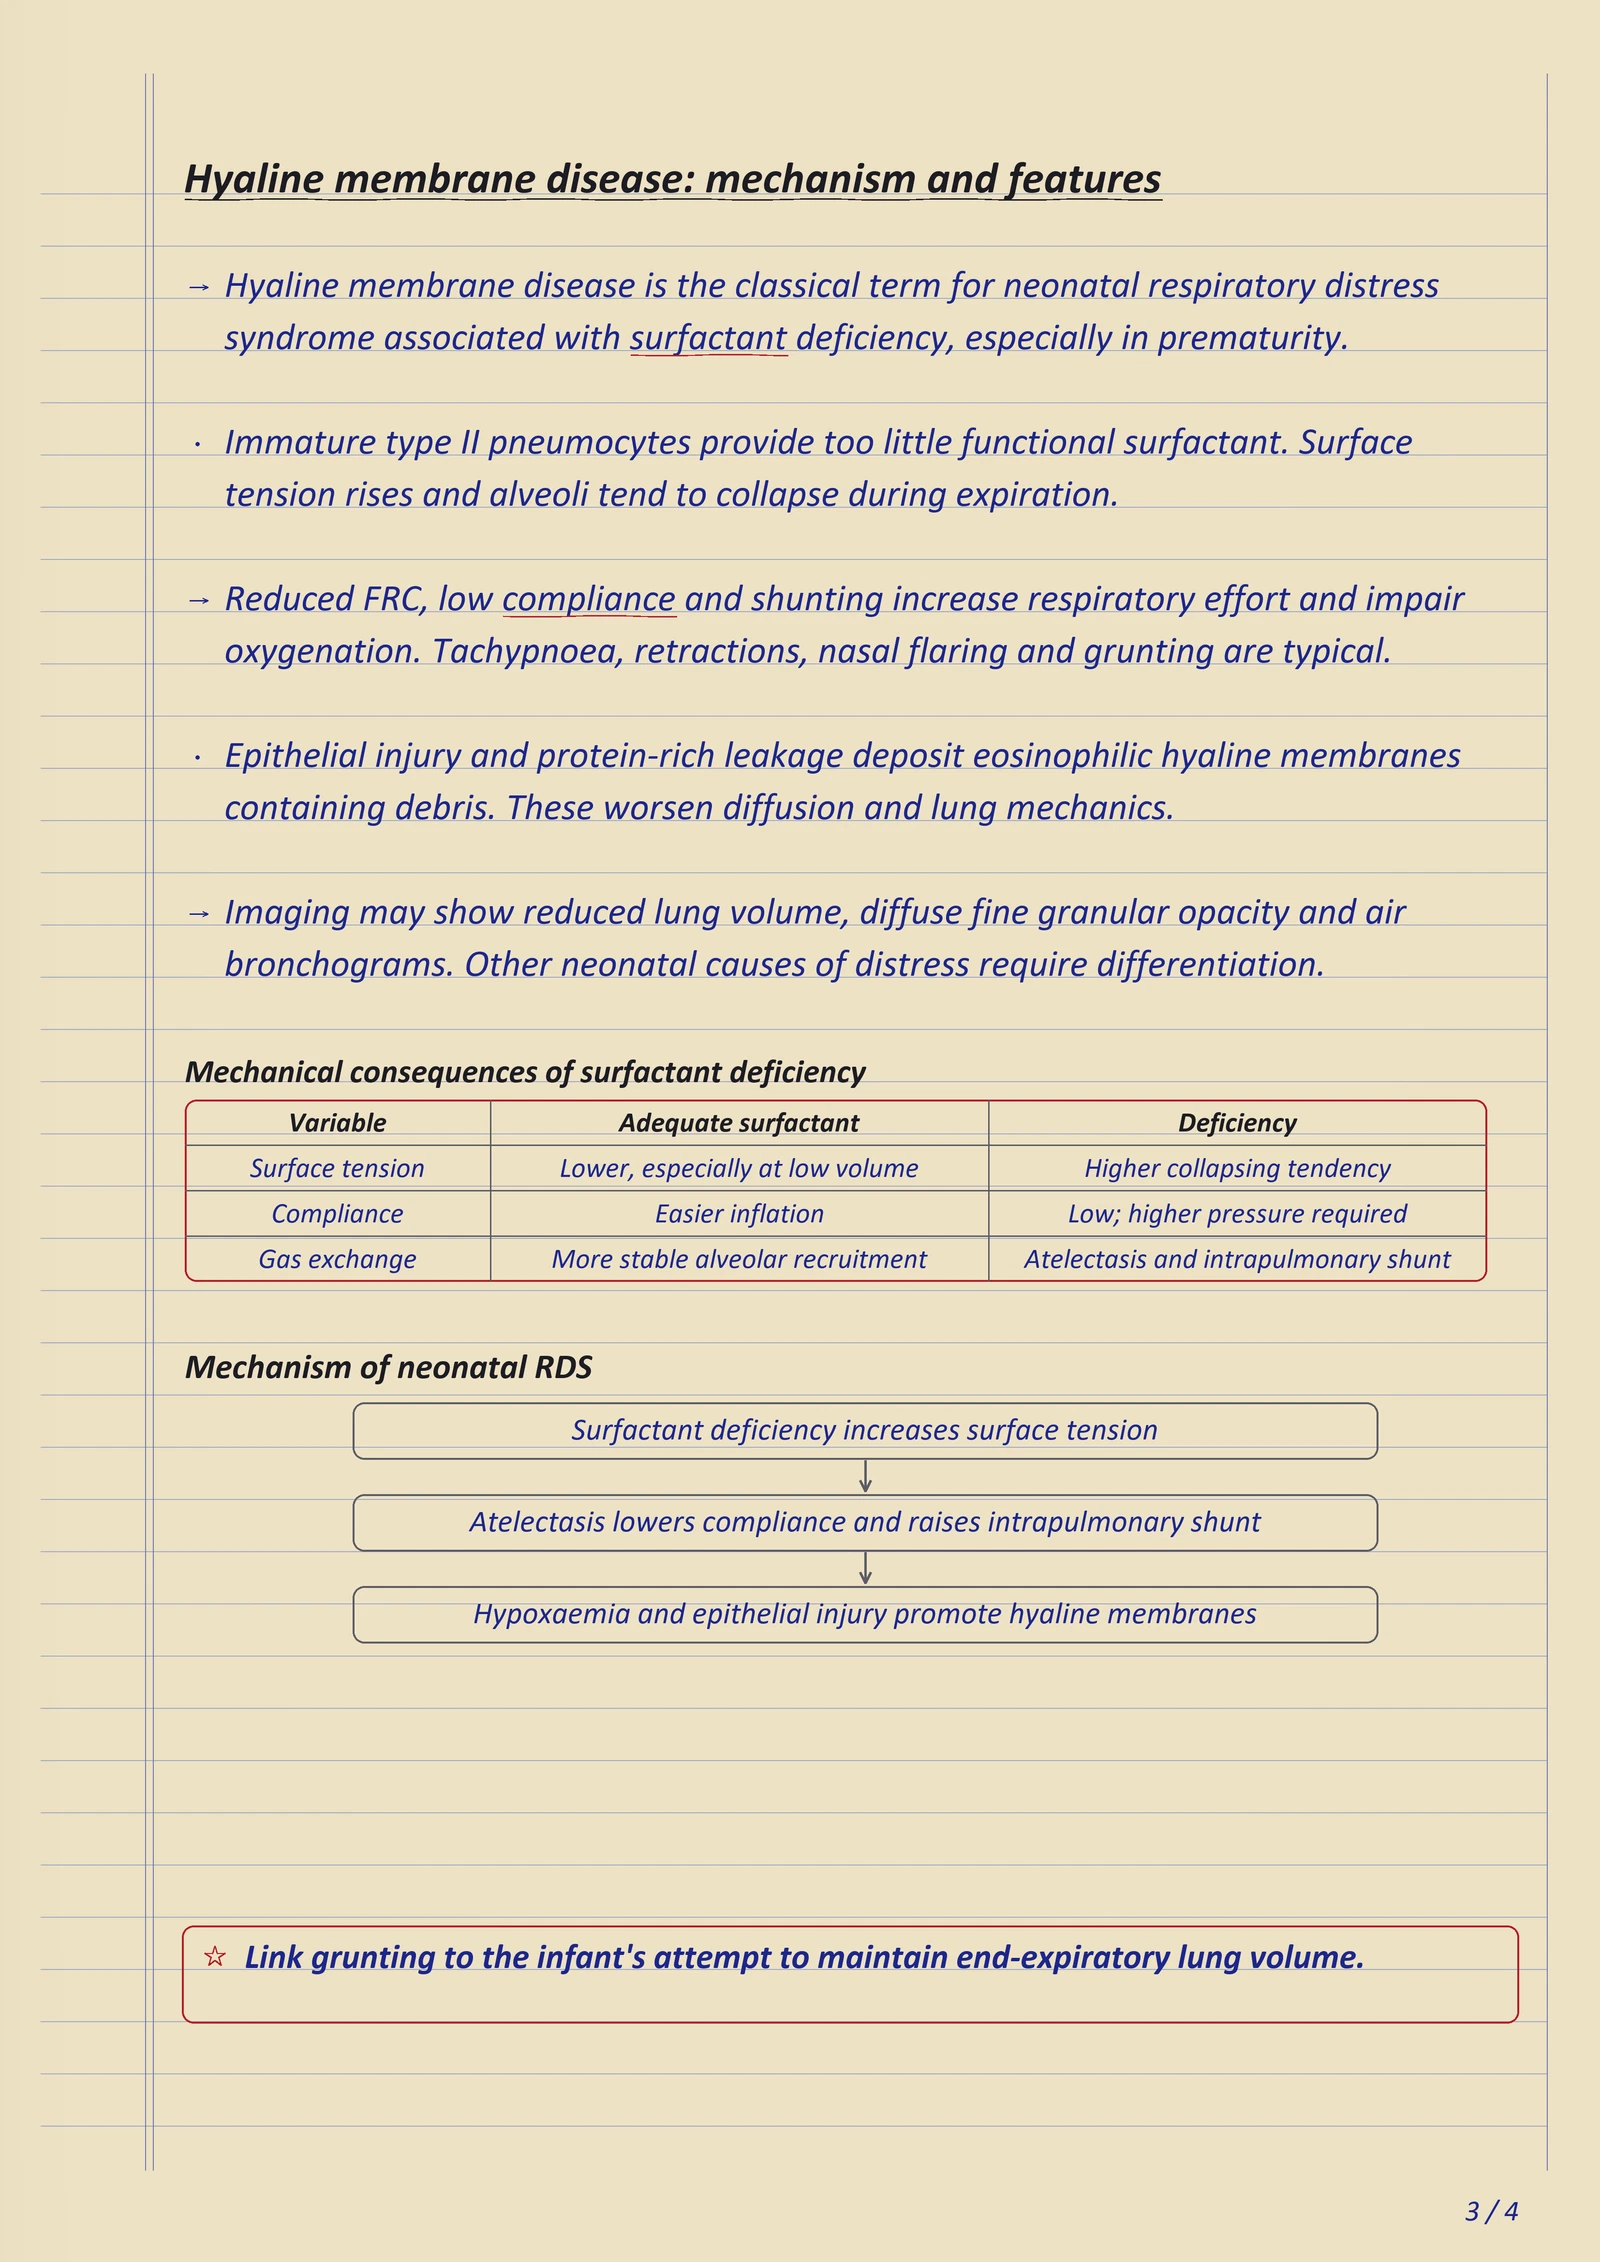 Hyaline membrane disease: mechanism and features
→ Hyaline membrane disease is the classical term for neonatal respiratory distress
syndrome associated with surfactant deficiency, especially in prematurity.
· Immature type II pneumocytes provide too little functional surfactant. Surface
tension rises and alveoli tend to collapse during expiration.
→ Reduced FRC, low compliance and shunting increase respiratory effort and impair
oxygenation. Tachypnoea, retractions, nasal flaring and grunting are typical.
· Epithelial injury and protein-rich leakage deposit eosinophilic hyaline membranes
containing debris. These worsen diffusion and lung mechanics.
→ Imaging may show reduced lung volume, diffuse fine granular opacity and air
bronchograms. Other neonatal causes of distress require differentiation.
Mechanical consequences of surfactant deficiency
Variable Adequate surfactant Deficiency
Surface tension Lower, especially at low volume Higher collapsing tendency
Compliance Easier inflation Low; higher pressure required
Gas exchange More stable alveolar recruitment Atelectasis and intrapulmonary shunt
Mechanism of neonatal RDS
Surfactant deficiency increases surface tension
Atelectasis lowers compliance and raises intrapulmonary shunt
Hypoxaemia and epithelial injury promote hyaline membranes
☆ Link grunting to the infant's attempt to maintain end-expiratory lung volume.
3 / 4